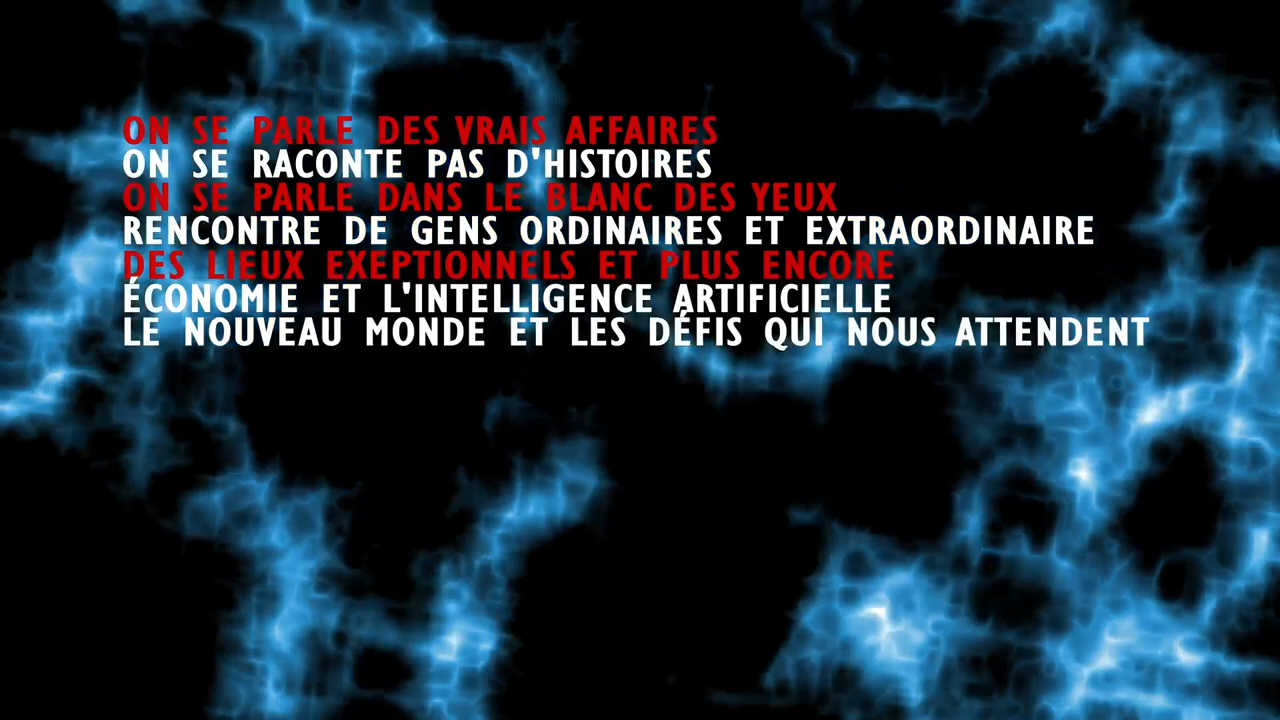 ON SE PARLE DES VRAIS AFFAIRES
ON SE RACONTE PAS D'HISTOIRES
ON SE PARLE DANS LE BLANC DES YEUX
RENCONTRE DE GENS ORDINAIRES ET EXTRAORDINAIRE
DES LIEUX EXEPTIONNELS ET PLUS ENCORE
ÉCONOMIE ET L'INTELLIGENCE ARTIFICIELLE
LE NOUVEAU MONDE ET LES DÉFIS QUI NOUS ATTENDENT